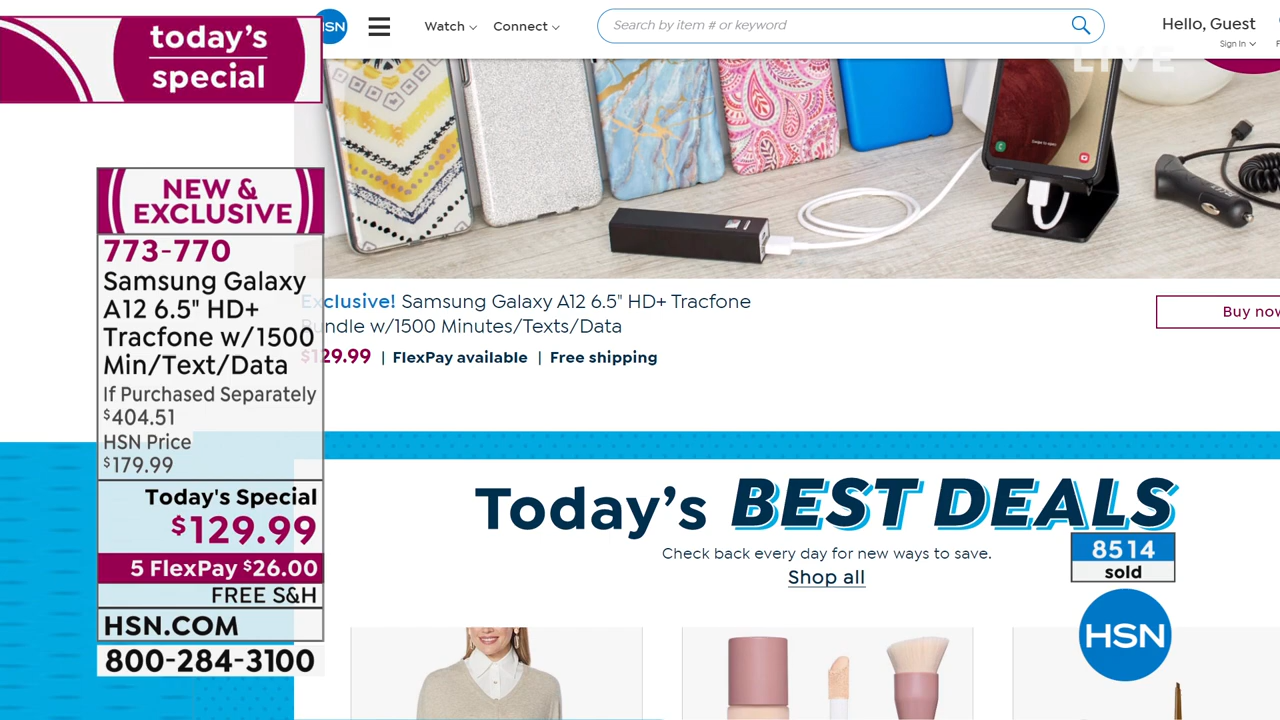 today's
special
HSN
Watch
Connect
Search by item # or keyword
Hello, Guest
Sign In
LIVE
NEW &
EXCLUSIVE
773-770
Samsung Galaxy
A12 6.5" HD+
Tracfone w/1500
Min/Text/Data
If Purchased Separately
$404.51
HSN Price
$179.99
Today's Special
$129.99
5 FlexPay $26.00
FREE S&H
HSN.COM
800-284-3100
Exclusive! Samsung Galaxy A12 6.5" HD+ Tracfone
Bundle w/1500 Minutes/Texts/Data
$129.99 | FlexPay available | Free shipping
Buy now
Today's BEST DEALS
Check back every day for new ways to save.
Shop all
8514
sold
HSN